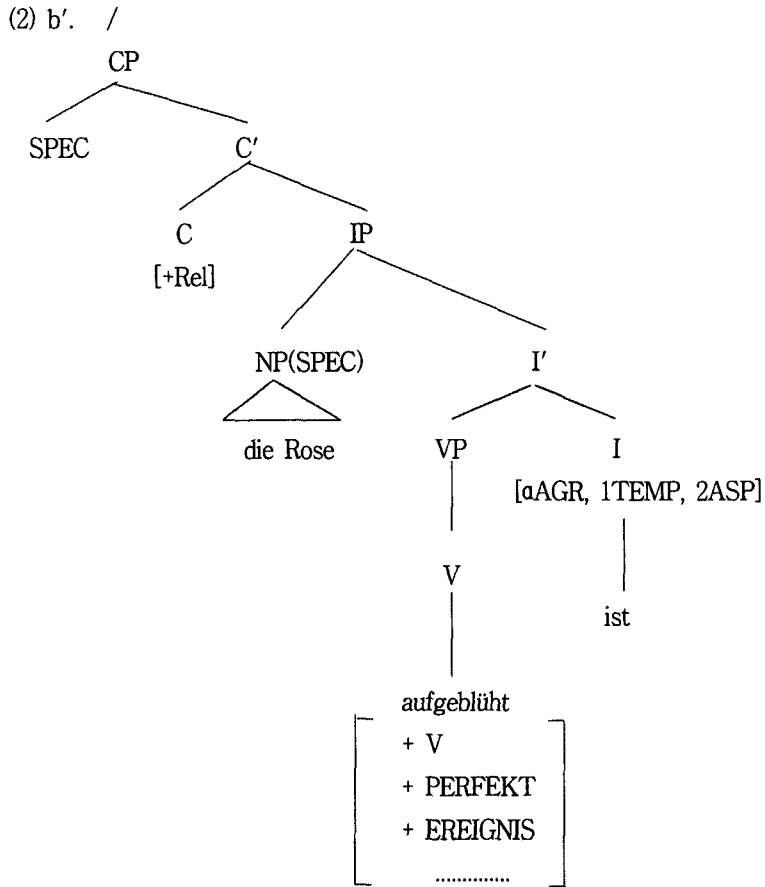 (2) b′. /
CP
SPEC C′
C IP
[+Rel]
NP(SPEC) I′
die Rose VP I
[αAGR, 1TEMP, 2ASP]
V
ist
aufgeblüht
+ V
+ PERFEKT
+ EREIGNIS
..............